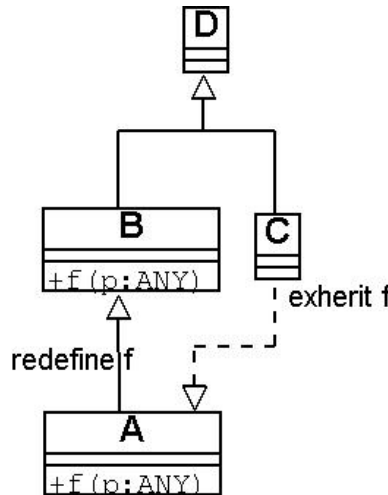 D
B
C
+f(p:ANY)
exherit f
redefine f
A
+f(p:ANY)